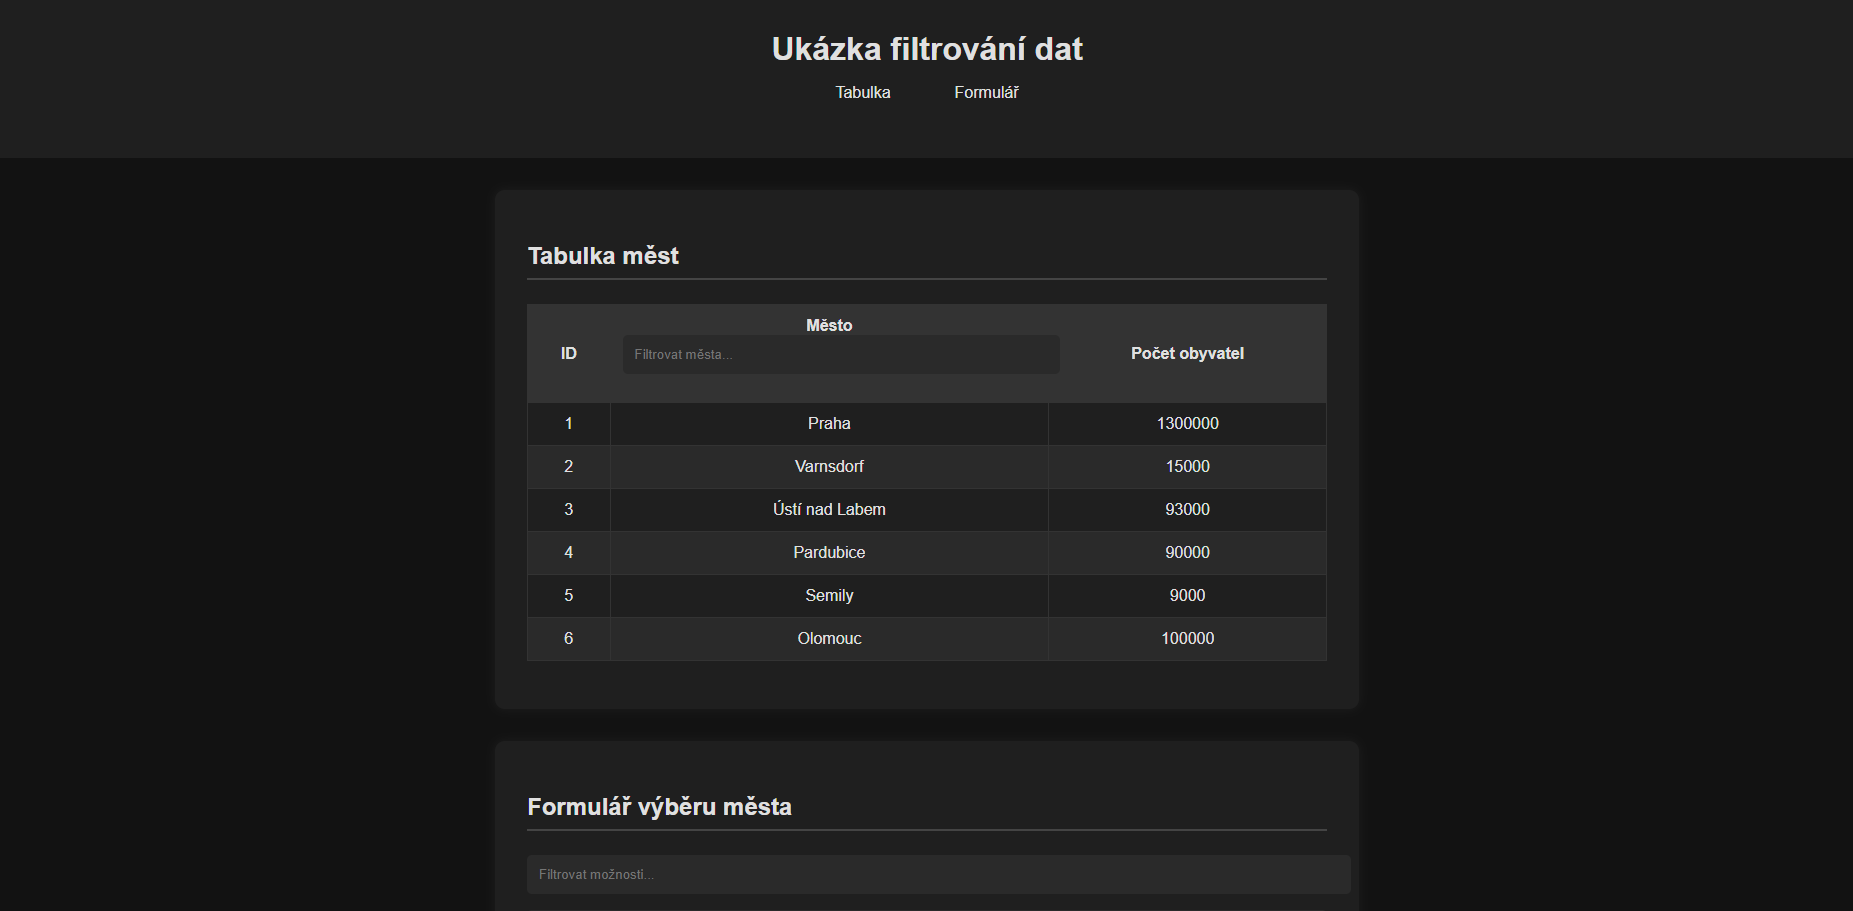 Ukázka filtrování dat
Tabulka Formulář
Tabulka měst
ID Město Počet obyvatel
Filtrovat města...
1 Praha 1300000
2 Varnsdorf 15000
3 Ústí nad Labem 93000
4 Pardubice 90000
5 Semily 9000
6 Olomouc 100000
Formulář výběru města
Filtrovat možnosti...